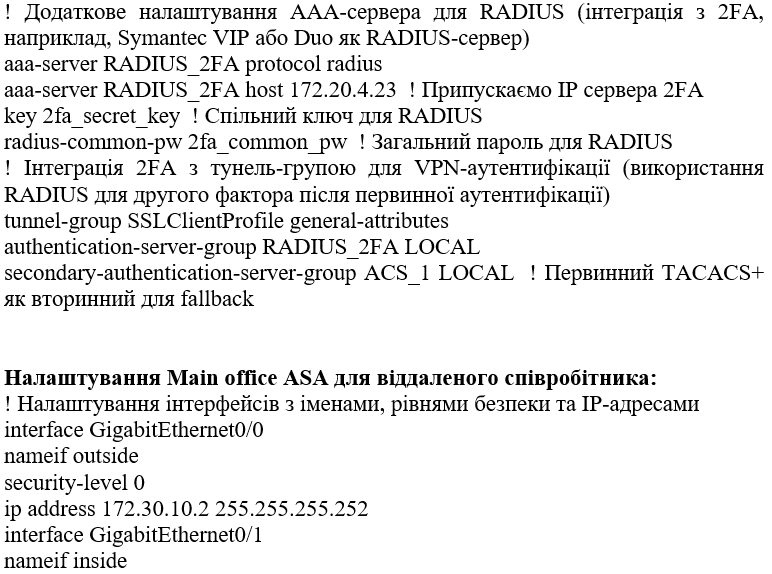 ! Додаткове налаштування AAA-сервера для RADIUS (інтеграція з 2FA,
наприклад, Symantec VIP або Duo як RADIUS-сервер)
aaa-server RADIUS_2FA protocol radius
aaa-server RADIUS_2FA host 172.20.4.23  ! Припускаємо IP сервера 2FA
key 2fa_secret_key  ! Спільний ключ для RADIUS
radius-common-pw 2fa_common_pw  ! Загальний пароль для RADIUS
! Інтеграція 2FA з тунель-групою для VPN-аутентифікації (використання
RADIUS для другого фактора після первинної аутентифікації)
tunnel-group SSLClientProfile general-attributes
authentication-server-group RADIUS_2FA LOCAL
secondary-authentication-server-group ACS_1 LOCAL  ! Первинний TACACS+
як вторинний для fallback
Налаштування Main office ASA для віддаленого співробітника:
! Налаштування інтерфейсів з іменами, рівнями безпеки та IP-адресами
interface GigabitEthernet0/0
nameif outside
security-level 0
ip address 172.30.10.2 255.255.255.252
interface GigabitEthernet0/1
nameif inside